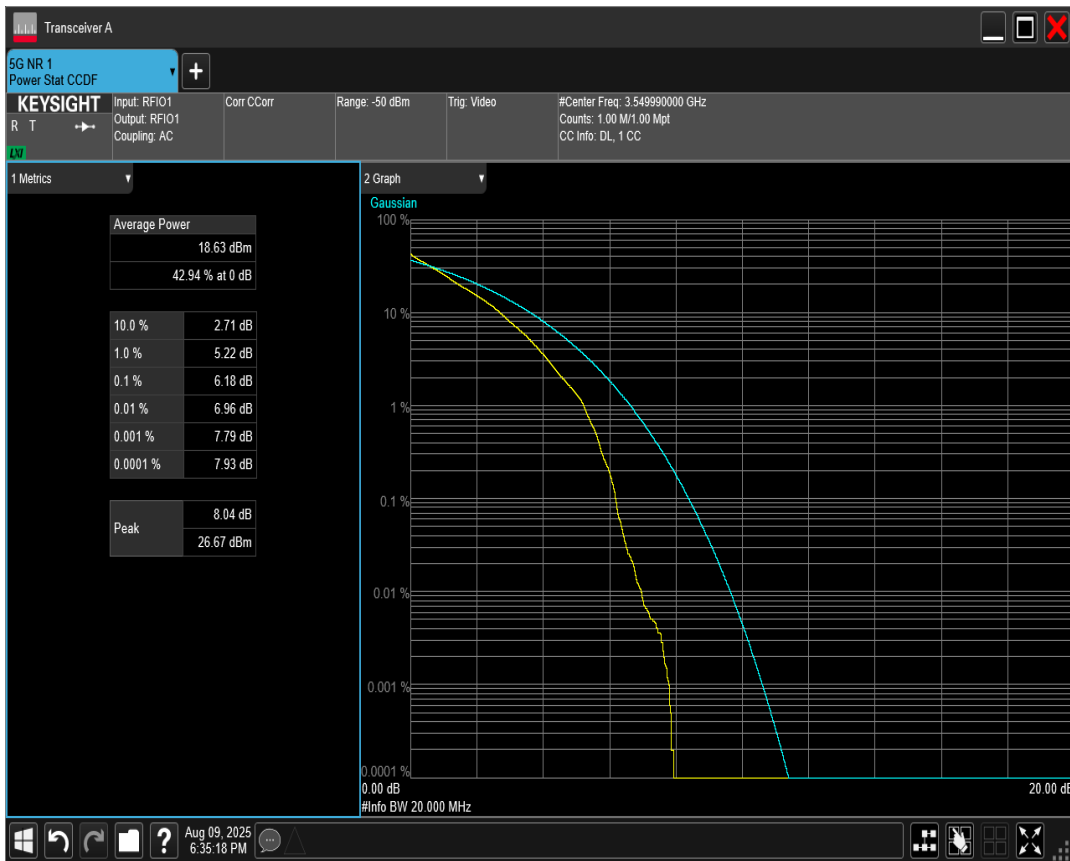 Transceiver A
5G NR 1
Power Stat CCDF
+
KEYSIGHT
R T
LXI
Input: RFIO1
Output: RFIO1
Coupling: AC
Corr CCorr
Range: -50 dBm
Trig: Video
#Center Freq: 3.549990000 GHz
Counts: 1.00 M/1.00 Mpt
CC Info: DL, 1 CC
1 Metrics
Average Power
18.63 dBm
42.94 % at 0 dB
10.0 % 2.71 dB
1.0 % 5.22 dB
0.1 % 6.18 dB
0.01 % 6.96 dB
0.001 % 7.79 dB
0.0001 % 7.93 dB
Peak
8.04 dB
26.67 dBm
2 Graph
Gaussian
100 %
10 %
1 %
0.1 %
0.01 %
0.001 %
0.0001 %
0.00 dB 20.00 dB
#Info BW 20.000 MHz
?
Aug 09, 2025
6:35:18 PM